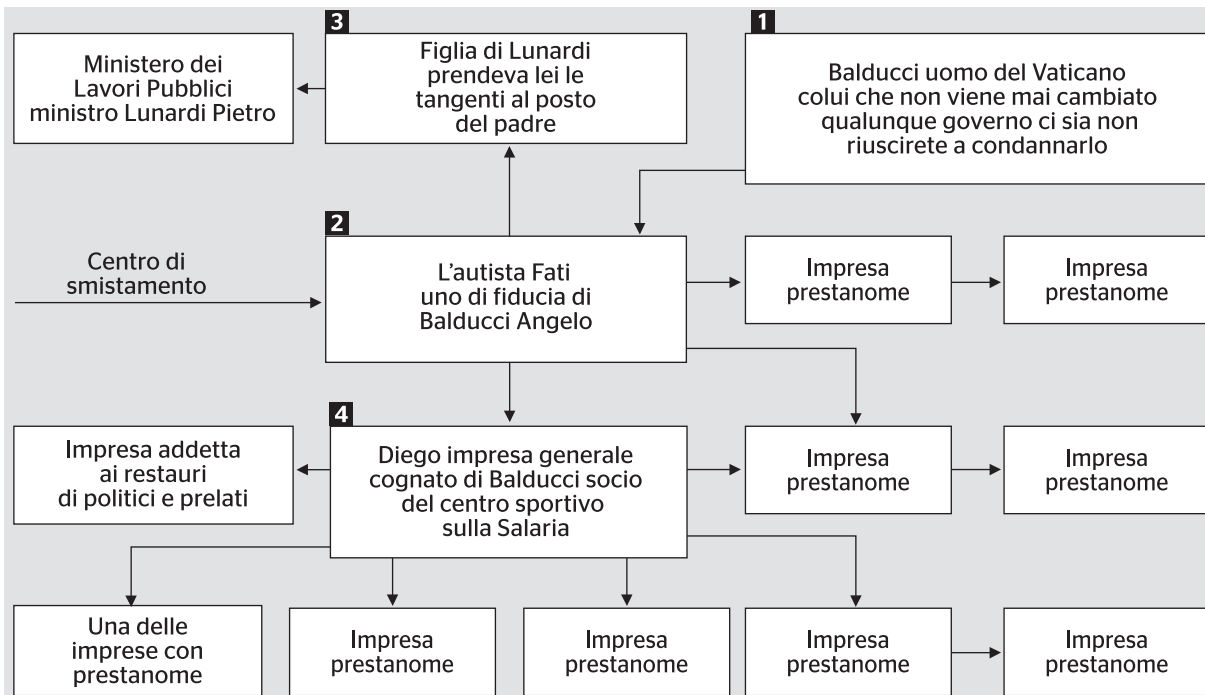 3
1
Ministero dei
Lavori Pubblici
ministro Lunardi Pietro
Figlia di Lunardi
prendeva lei le
tangenti al posto
del padre
Balducci uomo del Vaticano
colui che non viene mai cambiato
qualunque governo ci sia non
riuscirete a condannarlo
2
Centro di
smistamento
L'autista Fati
uno di fiducia di
Balducci Angelo
Impresa
prestanome
Impresa
prestanome
4
Impresa addetta
ai restauri
di politici e prelati
Diego impresa generale
cognato di Balducci socio
del centro sportivo
sulla Salaria
Impresa
prestanome
Impresa
prestanome
Una delle
imprese con
prestanome
Impresa
prestanome
Impresa
prestanome
Impresa
prestanome
Impresa
prestanome